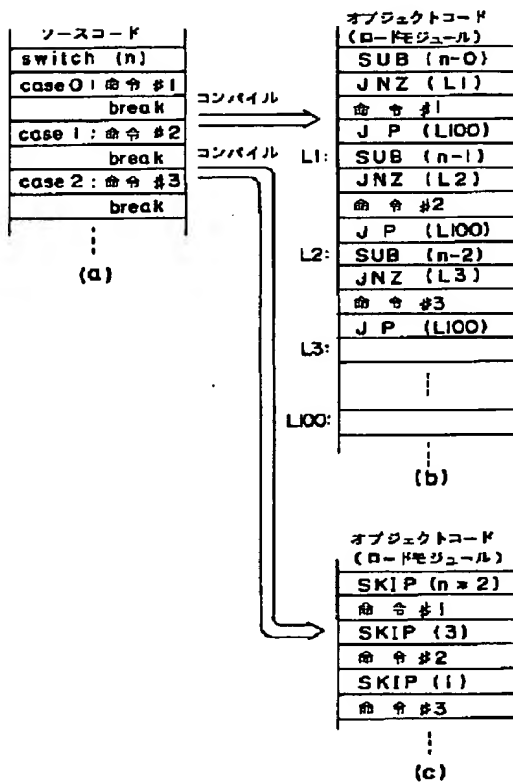 ソースコード
switch (n)
case 0 : 命令 #1
break
case 1 : 命令 #2
break
case 2 : 命令 #3
break
(a)
コンパイル
コンパイル
オブジェクトコード
(ロードモジュール)
SUB (n-0)
JNZ (L1)
命令 #1
JP (L100)
L1: SUB (n-1)
JNZ (L2)
命令 #2
JP (L100)
L2: SUB (n-2)
JNZ (L3)
命令 #3
JP (L100)
L3:
L100:
(b)
オブジェクトコード
(ロードモジュール)
SKIP (n*2)
命令 #1
SKIP (3)
命令 #2
SKIP (1)
命令 #3
(c)